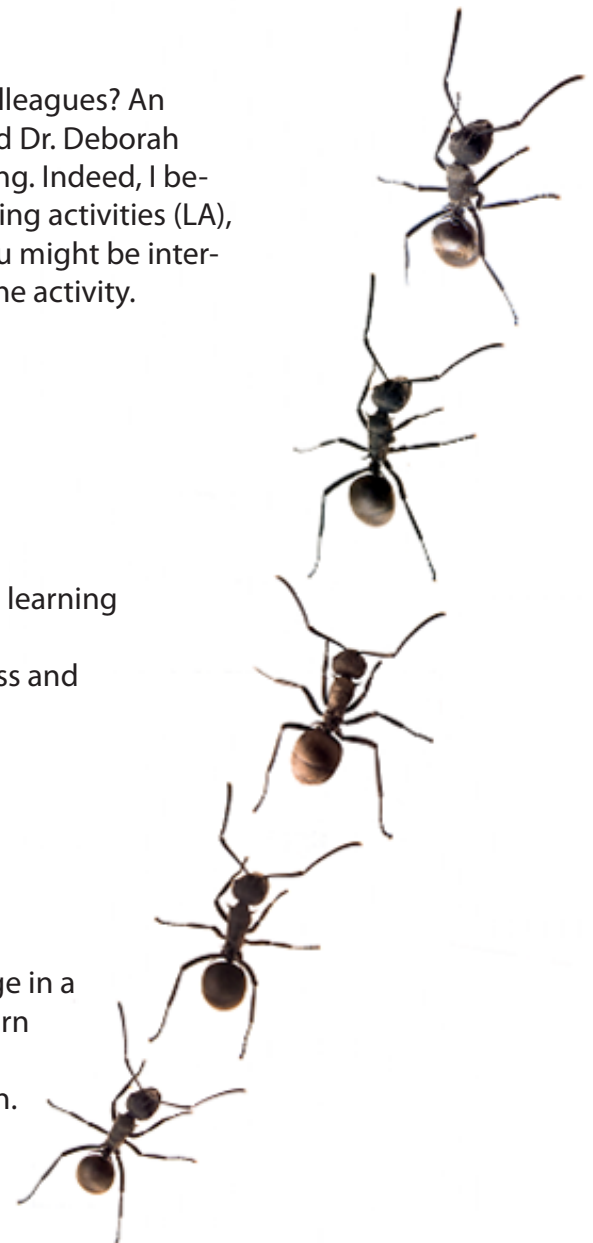 lleagues? An
d Dr. Deborah
ng. Indeed, I be-
ing activities (LA),
u might be inter-
ne activity.
learning
ss and
ge in a
rn
n.